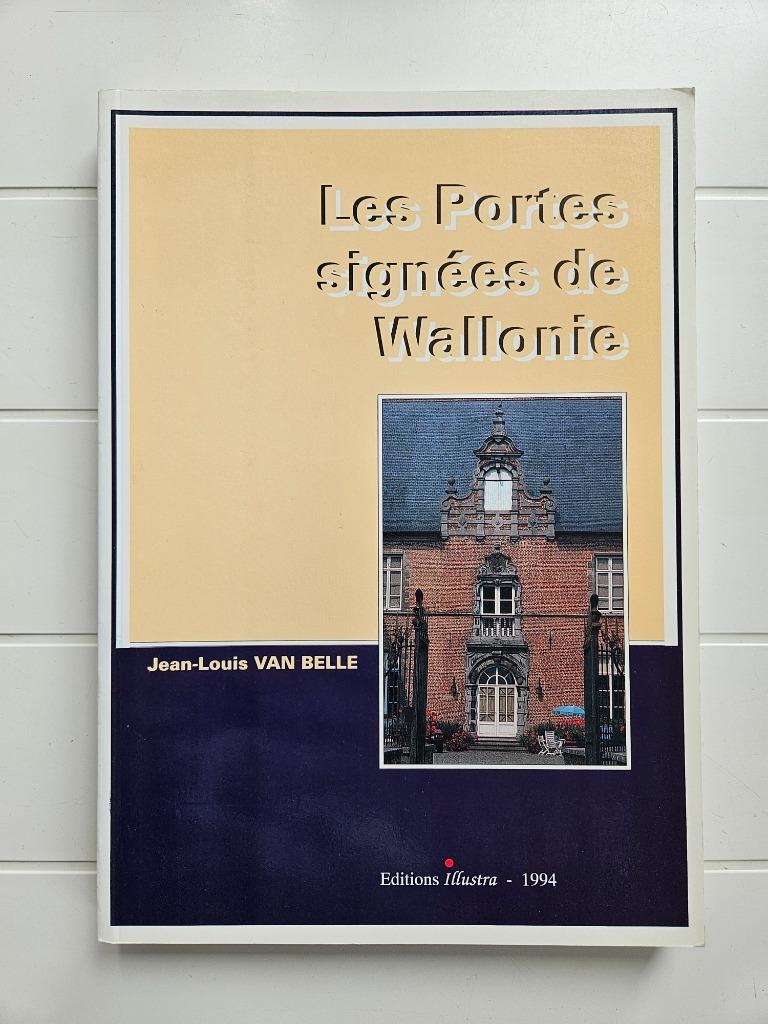 Les Portes
signées de
Wallonie
Jean-Louis VAN BELLE
Editions Illustra - 1994